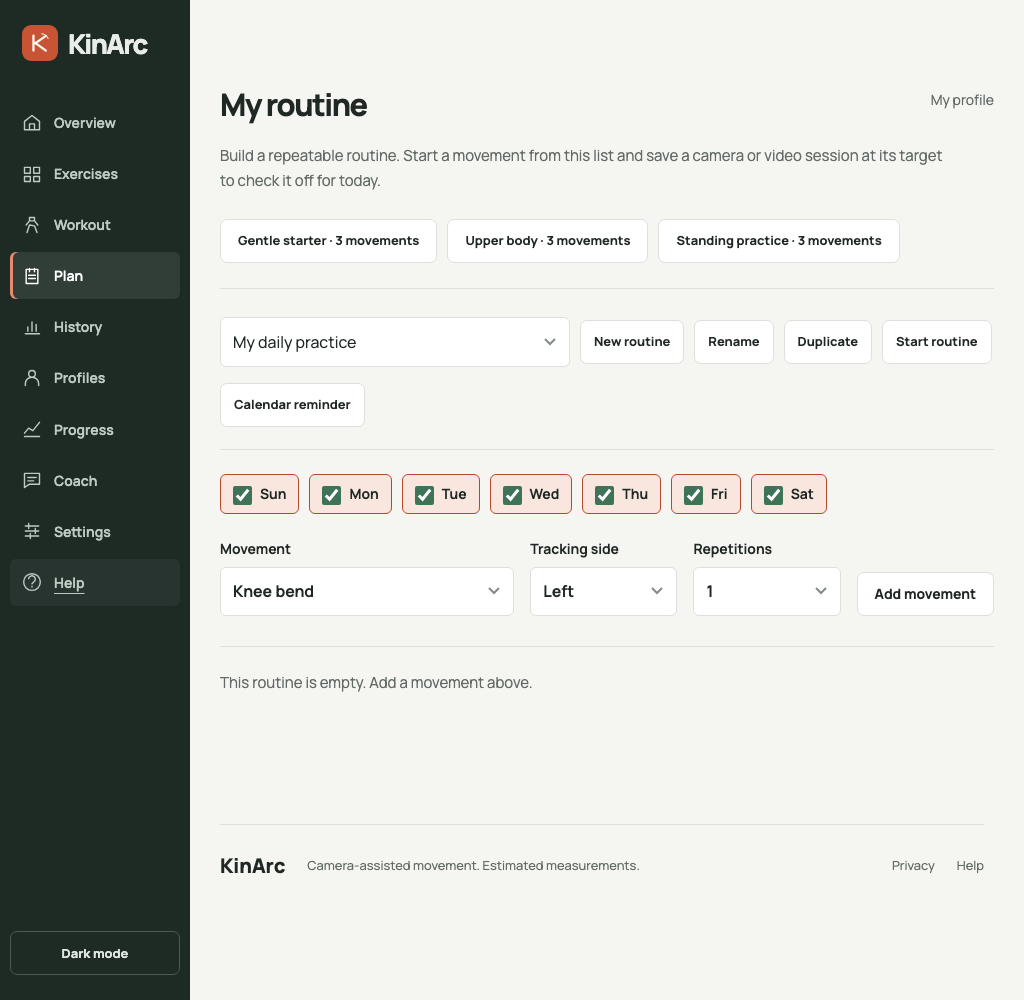 KinArc
Overview
Exercises
Workout
Plan
History
Profiles
Progress
Coach
Settings
Help
Dark mode
My routine
My profile
Build a repeatable routine. Start a movement from this list and save a camera or video session at its target
to check it off for today.
Gentle starter · 3 movements
Upper body · 3 movements
Standing practice · 3 movements
My daily practice
New routine
Rename
Duplicate
Start routine
Calendar reminder
Sun
Mon
Tue
Wed
Thu
Fri
Sat
Movement
Tracking side
Repetitions
Knee bend
Left
1
Add movement
This routine is empty. Add a movement above.
KinArc
Camera-assisted movement. Estimated measurements.
Privacy
Help